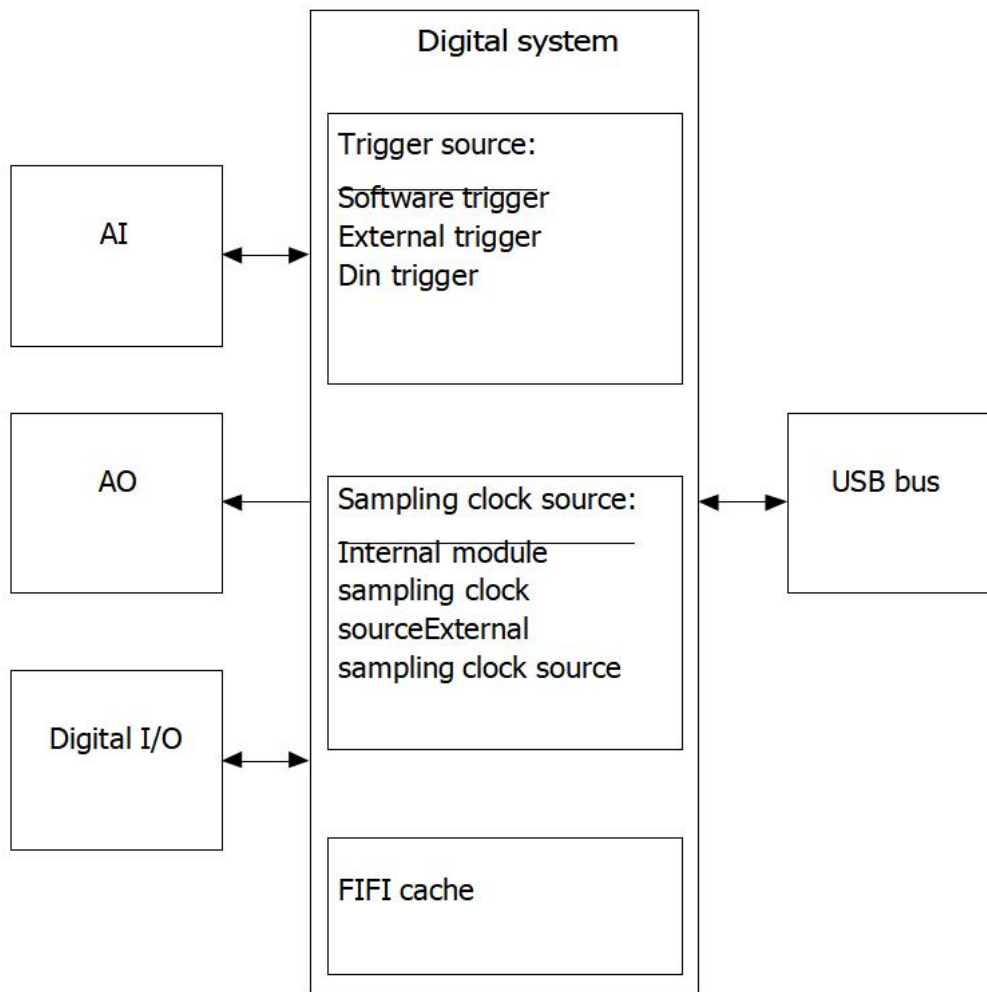 Digital system
Trigger source:
Software trigger
External trigger
Din trigger
AI
AO
Sampling clock source:
Internal module
sampling clock
sourceExternal
sampling clock source
USB bus
Digital I/O
FIFI cache